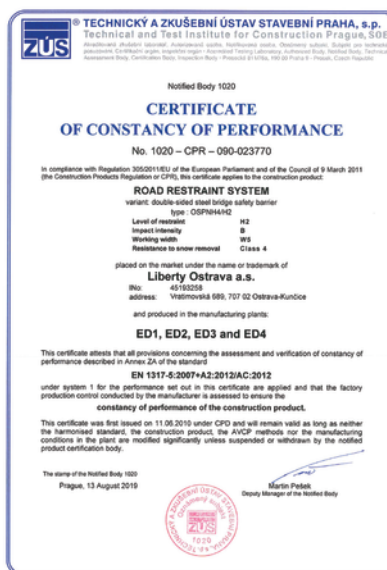 ZÚS
® TECHNICKÝ A ZKUŠEBNÍ ÚSTAV STAVEBNÍ PRAHA, s.p.
Technical and Test Institute for Construction Prague, SOE
Notified Body 1020
CERTIFICATE
OF CONSTANCY OF PERFORMANCE
No. 1020 – CPR – 090-023770
In compliance with Regulation 305/2011/EU of the European Parliament and of the Council of 9 March 2011
(the Construction Products Regulation or CPR), this certificate applies to the construction product:
ROAD RESTRAINT SYSTEM
variant: double-sided steel bridge safety barrier
type : OSPNH4/H2
Level of restraint H2
Impact intensity B
Working width W5
Resistance to snow removal Class 4
placed on the market under the name or trademark of
Liberty Ostrava a.s.
INo: 45193258
address: Vratimovská 689, 707 02 Ostrava-Kunčice
and produced in the manufacturing plants:
ED1, ED2, ED3 and ED4
This certificate attests that all provisions concerning the assessment and verification of constancy of
performance described in Annex ZA of the standard
EN 1317-5:2007+A2:2012/AC:2012
under system 1 for the performance set out in this certificate are applied and that the factory
production control conducted by the manufacturer is assessed to ensure the
constancy of performance of the construction product.
This certificate was first issued on 11.06.2010 under CPD and will remain valid as long as neither
the harmonised standard, the construction product, the AVCP methods nor the manufacturing
conditions in the plant are modified significantly unless suspended or withdrawn by the notified
product certification body.
The stamp of the Notified Body 1020
Prague, 13 August 2019
Martin Pešek
Deputy Manager of the Notified Body
TECHNICKÝ A ZKUŠEBNÍ ÚSTAV STAVEBNÍ PRAHA, s.p.
Oznámený subjekt
ZÚS
1020